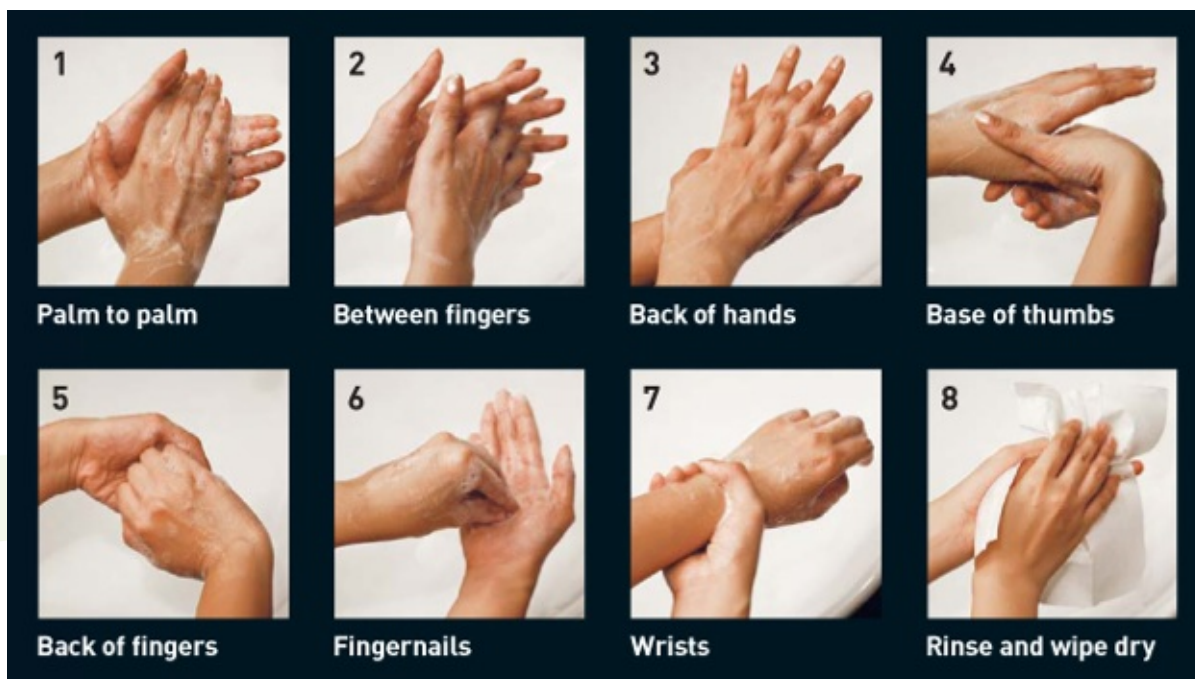 1
2
3
4
Palm to palm
Between fingers
Back of hands
Base of thumbs
5
6
7
8
Back of fingers
Fingernails
Wrists
Rinse and wipe dry